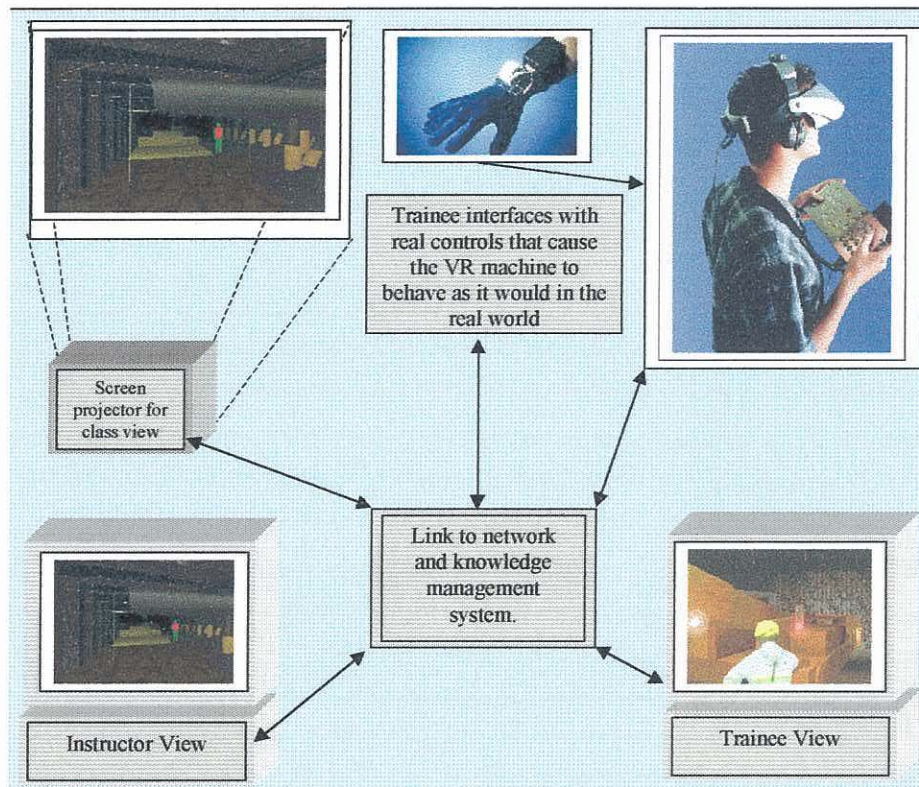 Trainee interfaces with
real controls that cause
the VR machine to
behave as it would in the
real world
Screen
projector for
class view
Link to network
and knowledge
management
system.
Instructor View
Trainee View